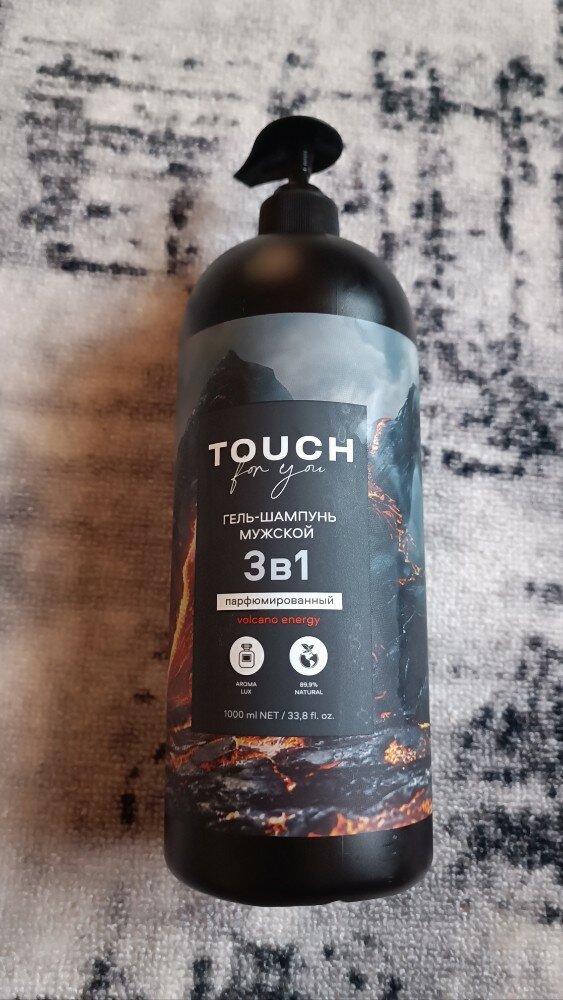 TOUCH
for you
ГЕЛЬ-ШАМПУНЬ
МУЖСКОЙ
3в1
парфюмированный
volcano energy
AROMA
LUX
89,9%
NATURAL
1000 ml NET / 33,8 fl. oz.